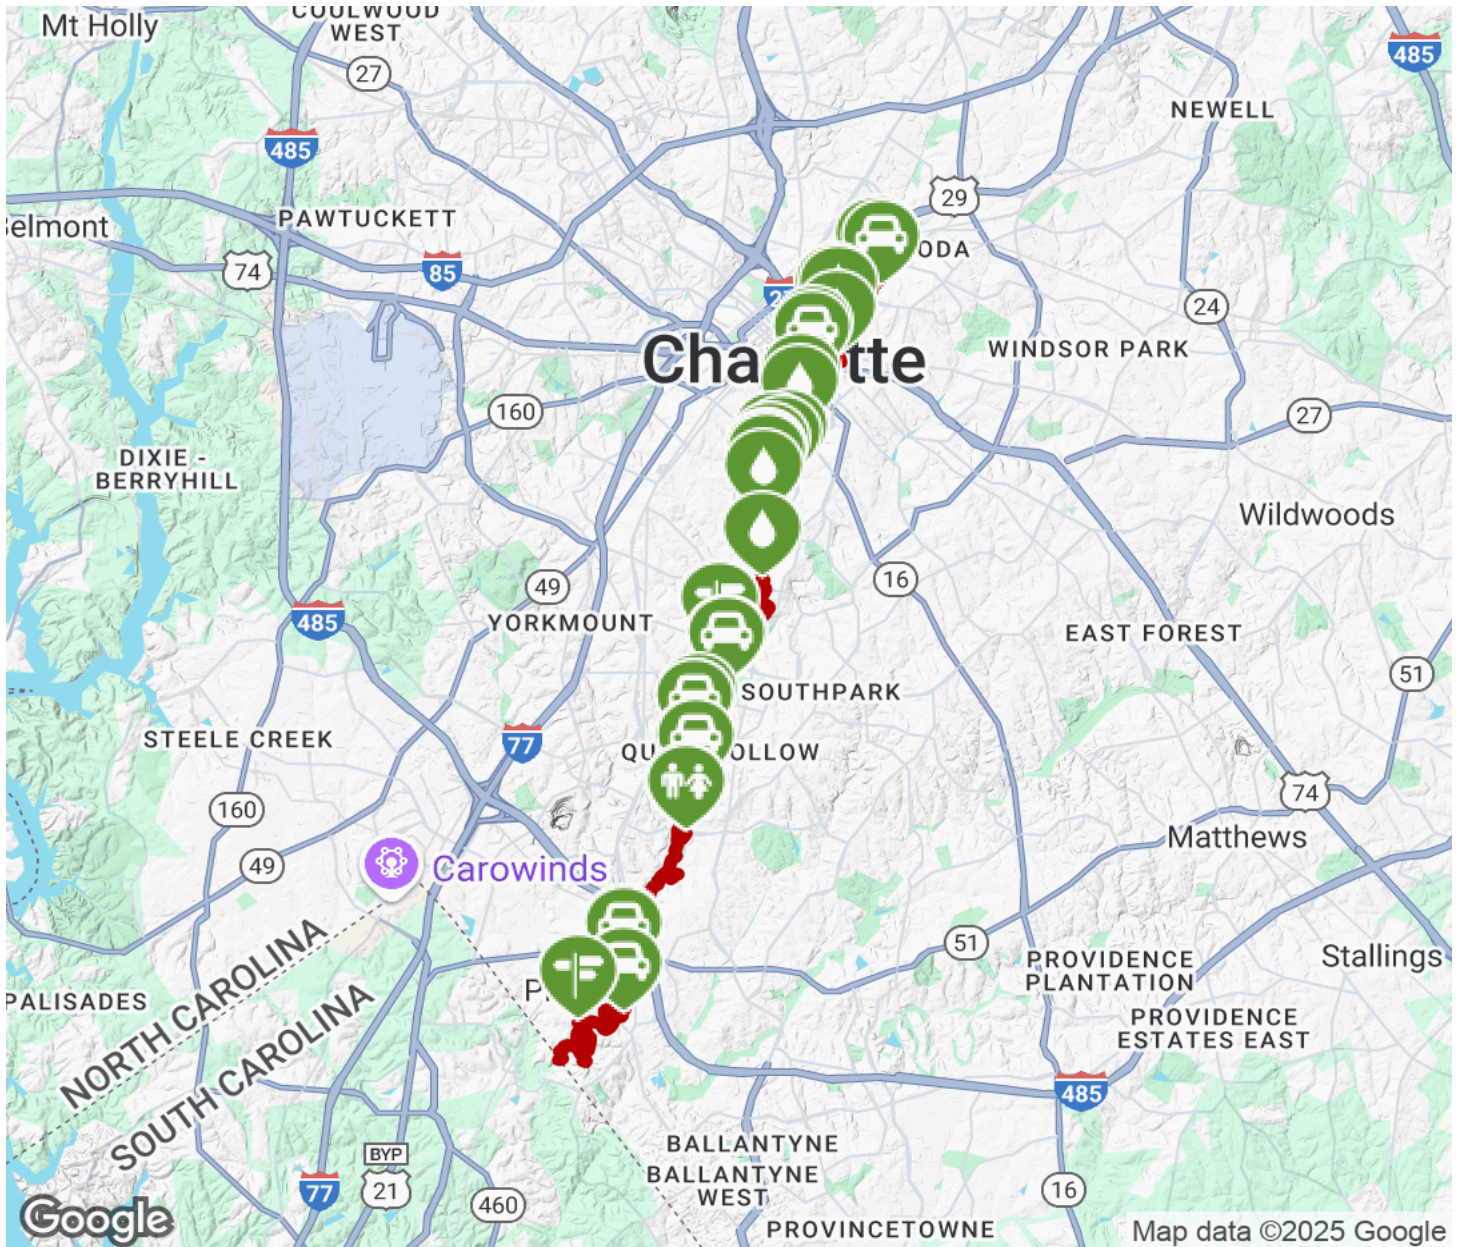 COULWOOD
WEST
Mt Holly
27
485
NEWELL
485
29
PAWTUCKETT
Belmont
ODA
74
85
24
Cha
tte
WINDSOR PARK
160
27
DIXIE -
BERRYHILL
Wildwoods
49
16
485
YORKMOUNT
EAST FOREST
51
SOUTHPARK
STEELE CREEK
77
QU
OLLOW
74
160
Matthews
49
Carowinds
51
NORTH CAROLINA
SOUTH CAROLINA
PROVIDENCE
PLANTATION
Stallings
P
PALISADES
PROVIDENCE
ESTATES EAST
485
BALLANTYNE
BYP
21
BALLANTYNE
WEST
77
460
16
Google
PROVINCETOWNE
Map data ©2025 Google